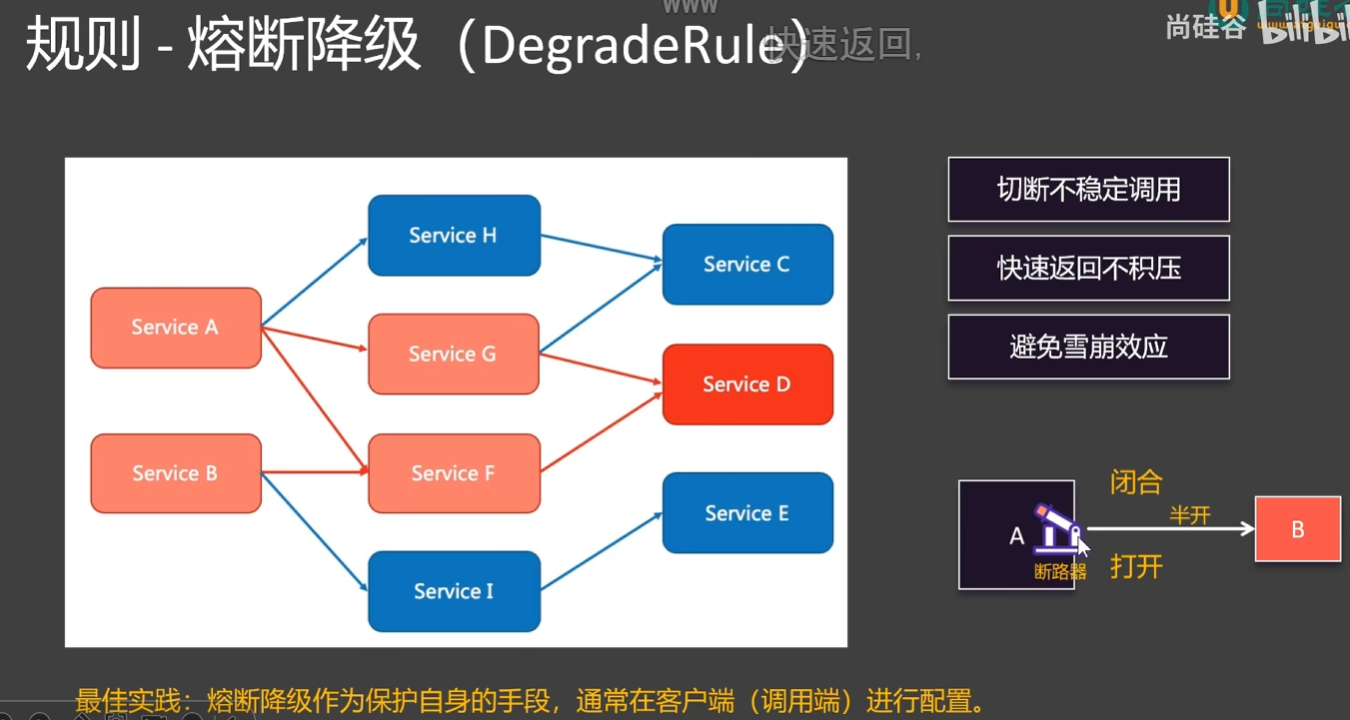 www
规则 - 熔断降级（DegradeRule）
快速返回,
尚硅谷
bilibili
切断不稳定调用
快速返回不积压
避免雪崩效应
Service H
Service C
Service A
Service G
Service D
Service B
Service F
Service E
Service I
闭合
半开
A
B
断路器
打开
最佳实践：熔断降级作为保护自身的手段，通常在客户端（调用端）进行配置。